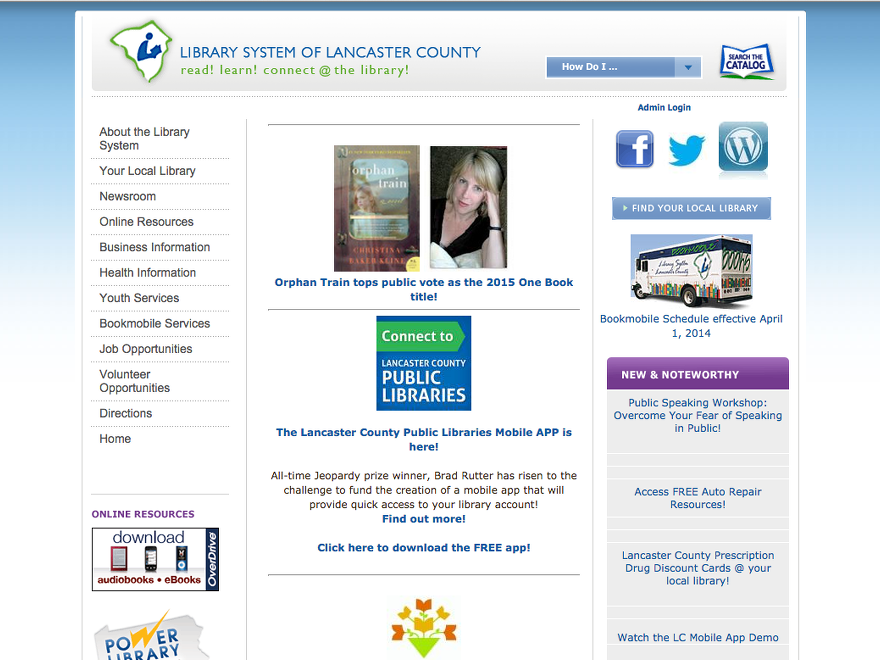 LIBRARY SYSTEM OF LANCASTER COUNTY
read! learn! connect @ the library!
How Do I ...
SEARCH THE
CATALOG
Admin Login
About the Library
System
Your Local Library
Newsroom
Online Resources
Business Information
Health Information
Youth Services
Bookmobile Services
Job Opportunities
Volunteer
Opportunities
Directions
Home
ONLINE RESOURCES
download
audiobooks • eBooks
OverDrive
POWER
LIBRARY
orphan
train
a novel
CHRISTINA
BAKER KLINE
Orphan Train tops public vote as the 2015 One Book
title!
Connect to
LANCASTER COUNTY
PUBLIC
LIBRARIES
The Lancaster County Public Libraries Mobile APP is
here!
All-time Jeopardy prize winner, Brad Rutter has risen to the
challenge to fund the creation of a mobile app that will
provide quick access to your library account!
Find out more!
Click here to download the FREE app!
f
W
FIND YOUR LOCAL LIBRARY
BOOKMOBILE
Library System
Lancaster County
Bookmobile Schedule effective April
1, 2014
NEW & NOTEWORTHY
Public Speaking Workshop:
Overcome Your Fear of Speaking
in Public!
Access FREE Auto Repair
Resources!
Lancaster County Prescription
Drug Discount Cards @ your
local library!
Watch the LC Mobile App Demo